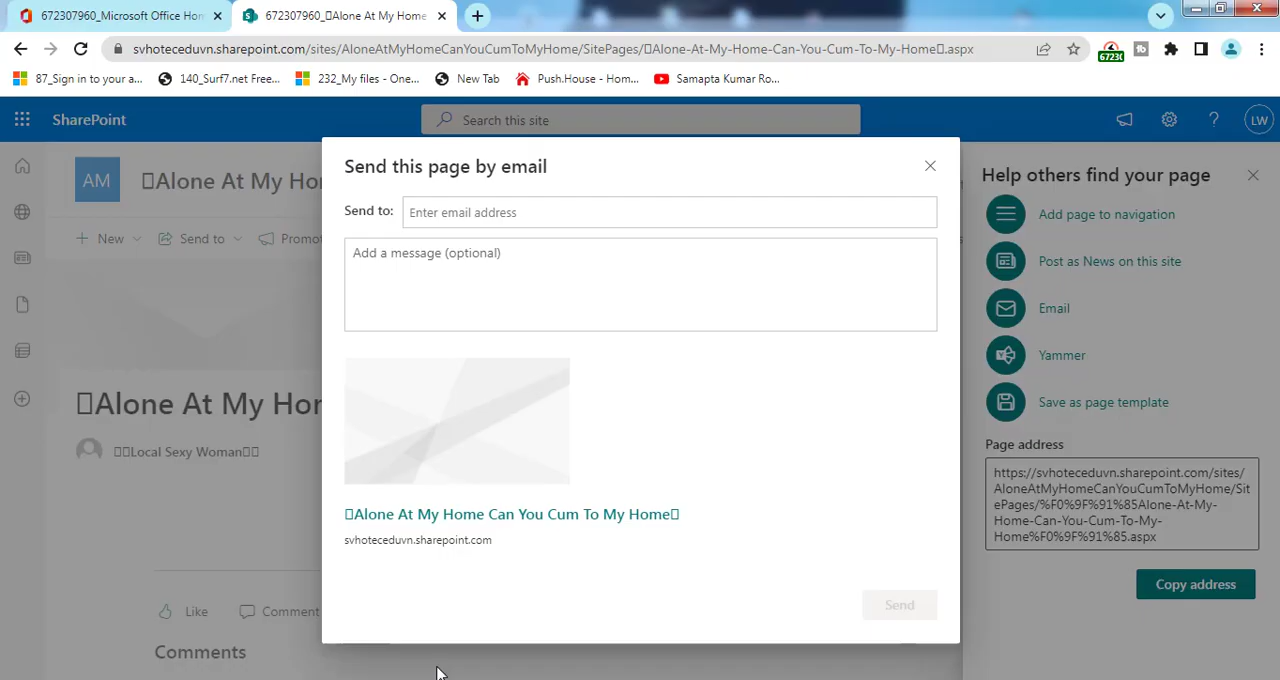 672307960_Microsoft Office Home
672307960_▯Alone At My Home
svhoteceduvn.sharepoint.com/sites/AloneAtMyHomeCanYouCumToMyHome/SitePages/▯Alone-At-My-Home-Can-You-Cum-To-My-Home▯.aspx
6723
87_Sign in to your a...
140_Surf7.net Free...
232_My files - One...
New Tab
Push.House - Hom...
Samapta Kumar Ro...
SharePoint
Search this site
LW
AM
▯Alone At My Hor
New
Send to
Promot
▯Alone At My Hor
▯▯Local Sexy Woman▯▯
Like
Comment
Comments
Send this page by email
Send to:
Enter email address
Add a message (optional)
▯Alone At My Home Can You Cum To My Home▯
svhoteceduvn.sharepoint.com
Send
Help others find your page
Add page to navigation
Post as News on this site
Email
Yammer
Save as page template
Page address
https://svhoteceduvn.sharepoint.com/sites/
AloneAtMyHomeCanYouCumToMyHome/Sit
ePages/%F0%9F%91%85Alone-At-My-
Home-Can-You-Cum-To-My-
Home%F0%9F%91%85.aspx
Copy address